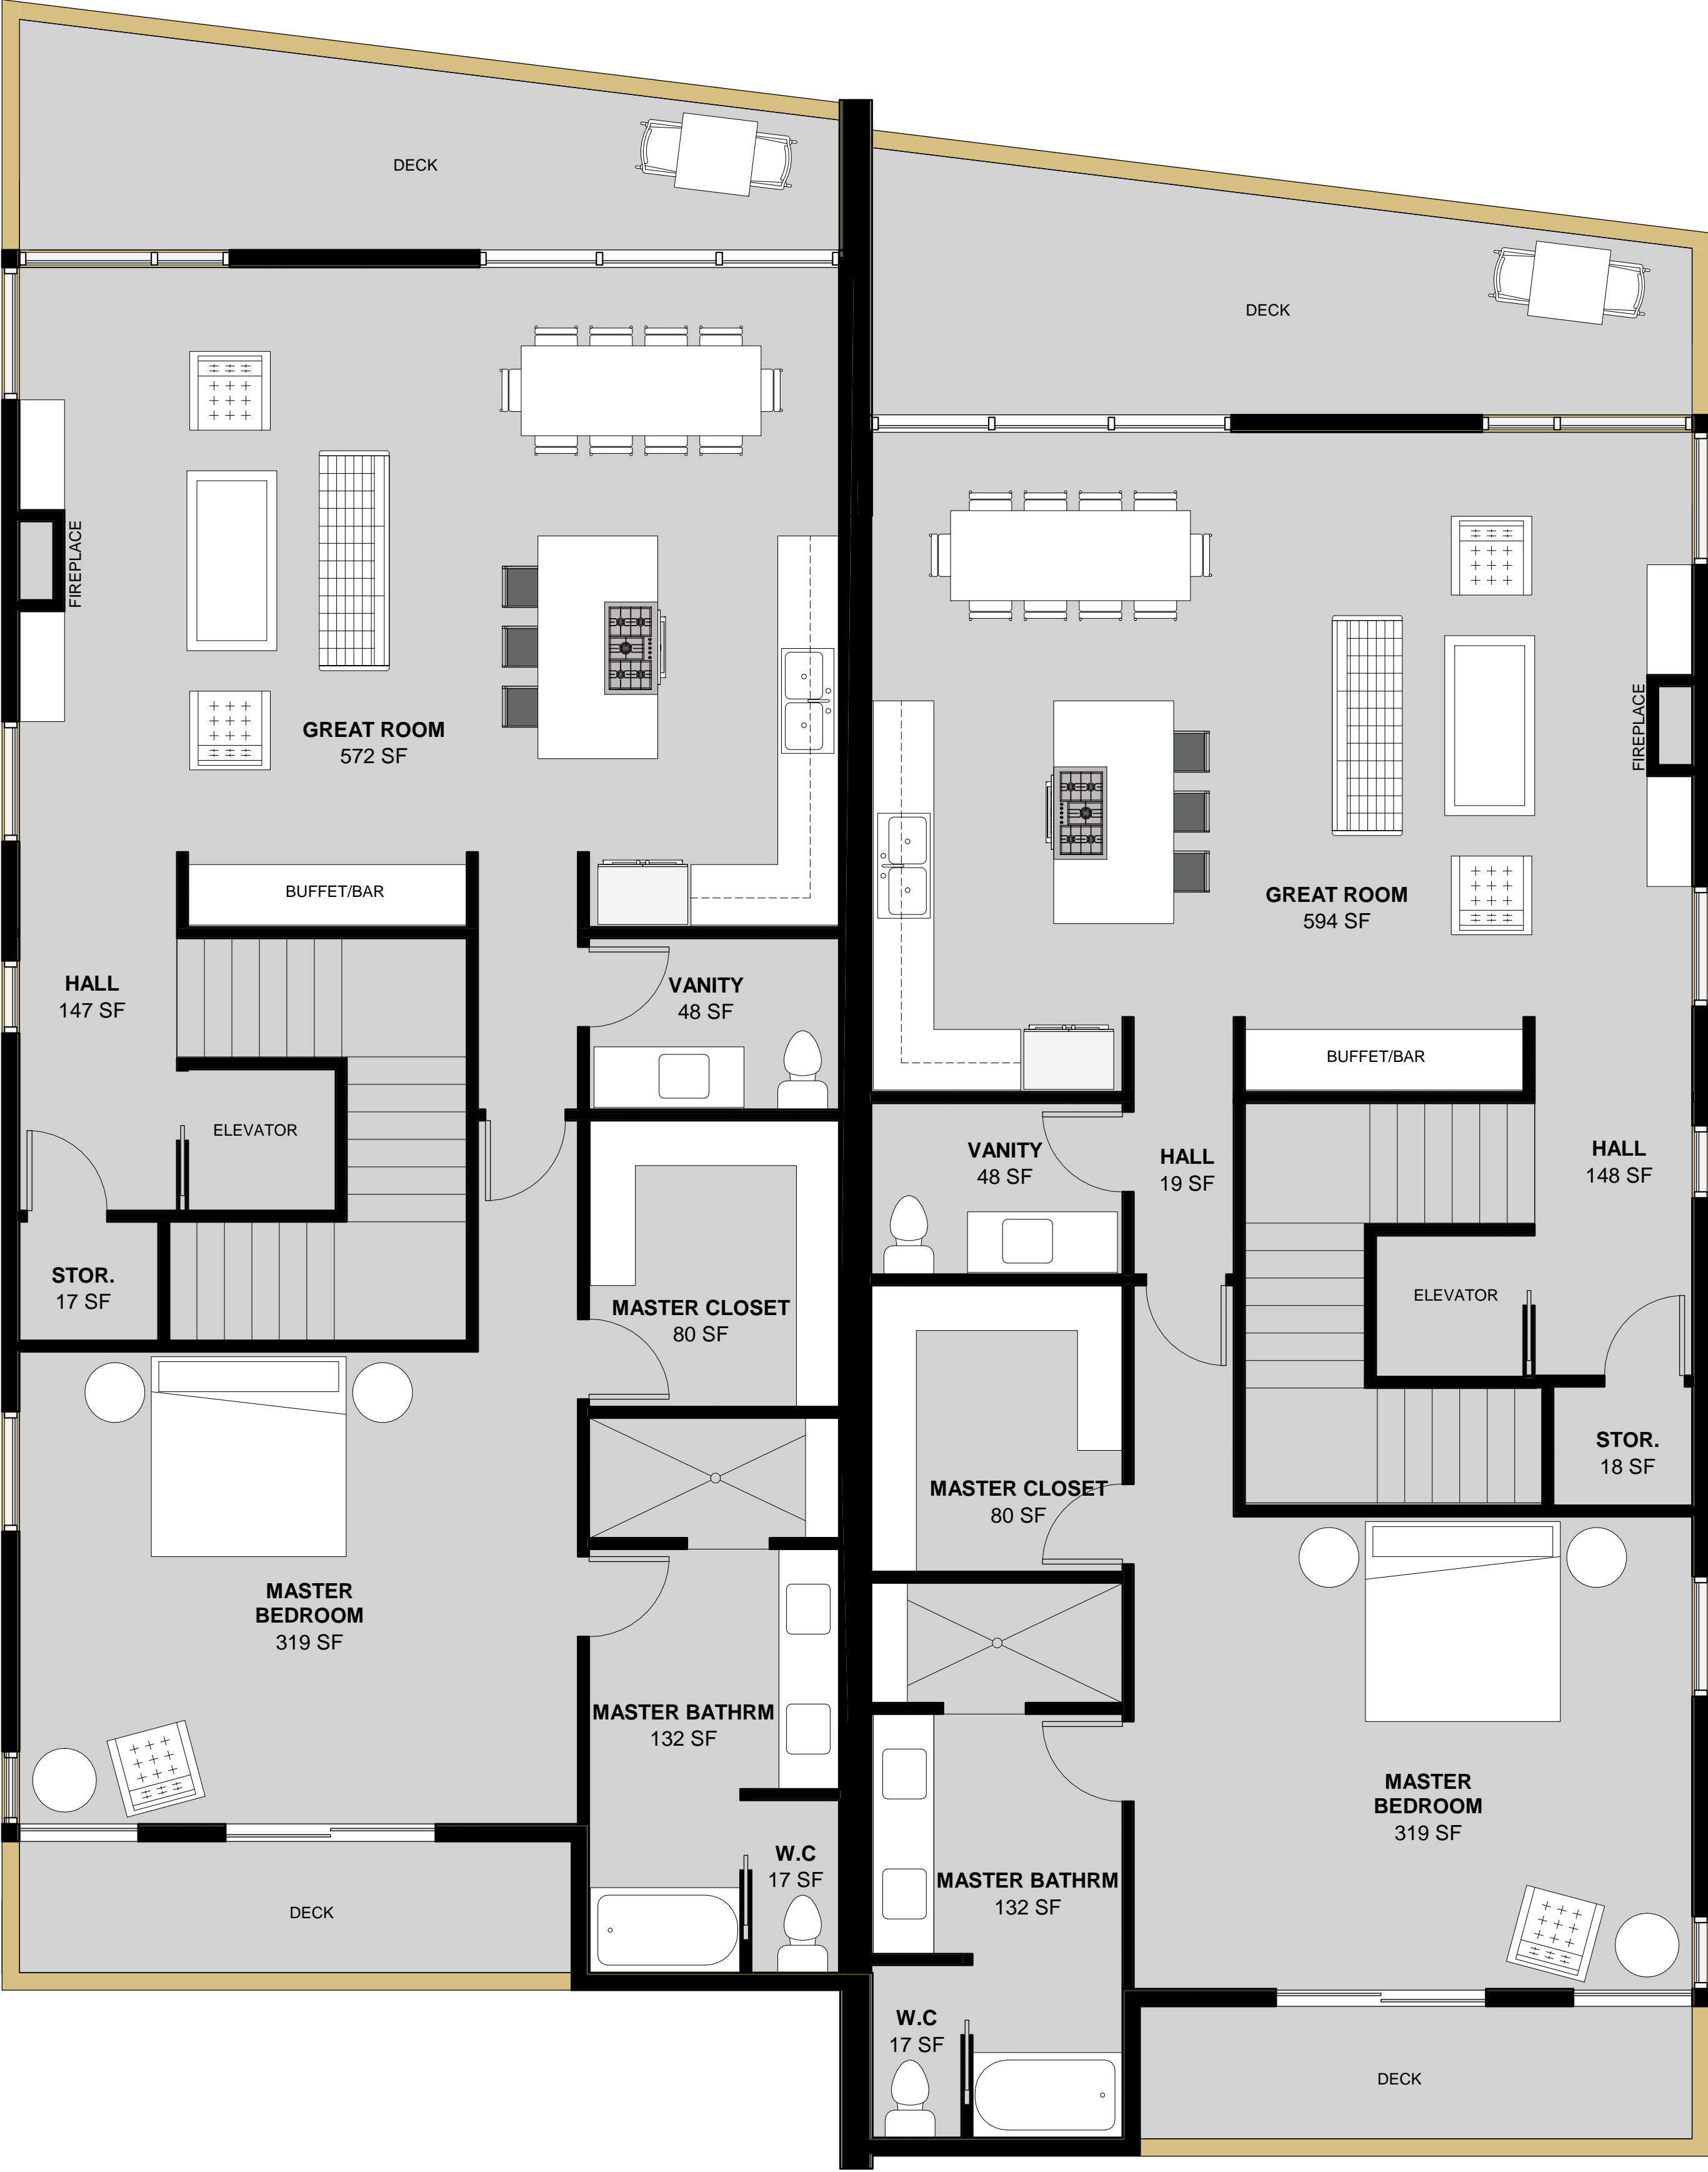 DECK
FIREPLACE
GREAT ROOM
572 SF
BUFFET/BAR
HALL
147 SF
VANITY
48 SF
ELEVATOR
STOR.
17 SF
MASTER CLOSET
80 SF
MASTER
BEDROOM
319 SF
MASTER BATHRM
132 SF
W.C
17 SF
DECK
DECK
FIREPLACE
GREAT ROOM
594 SF
BUFFET/BAR
VANITY
48 SF
HALL
19 SF
HALL
148 SF
ELEVATOR
STOR.
18 SF
MASTER CLOSET
80 SF
MASTER
BEDROOM
319 SF
MASTER BATHRM
132 SF
W.C
17 SF
DECK